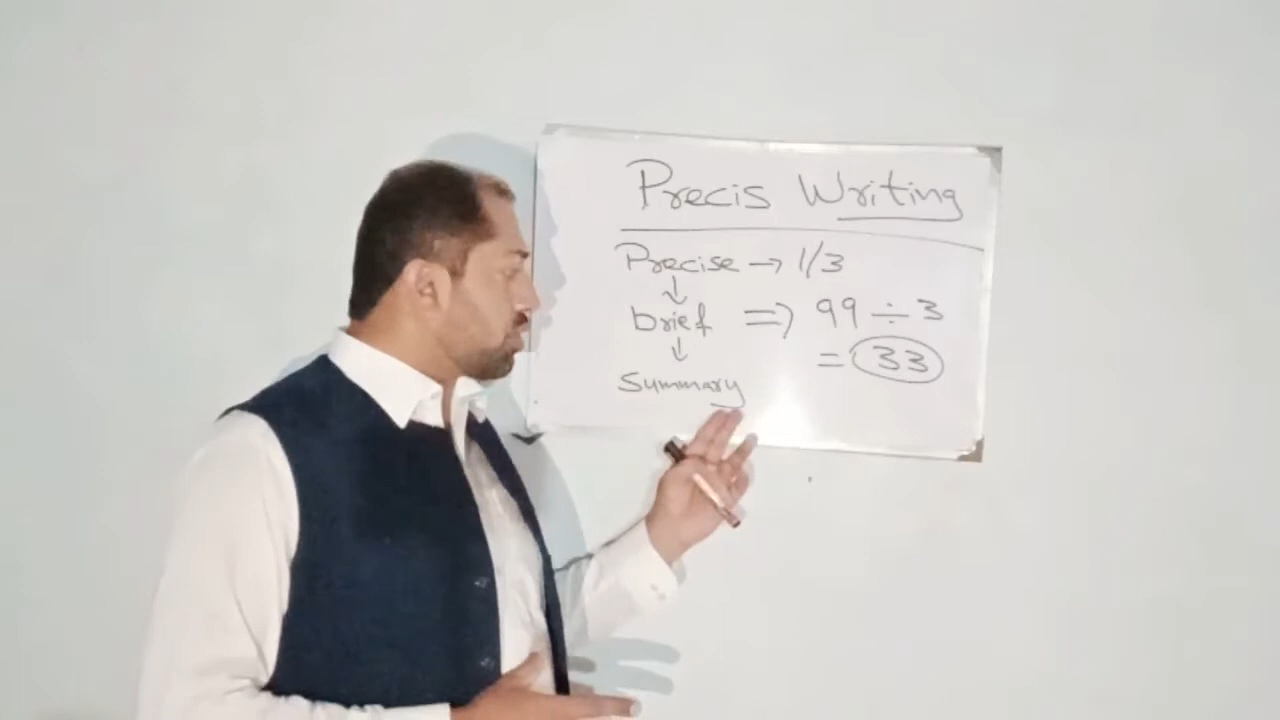 Precis Writing
Precise → 1/3
↓
brief ⇒ 99 ÷ 3
↓ = 33
Summary